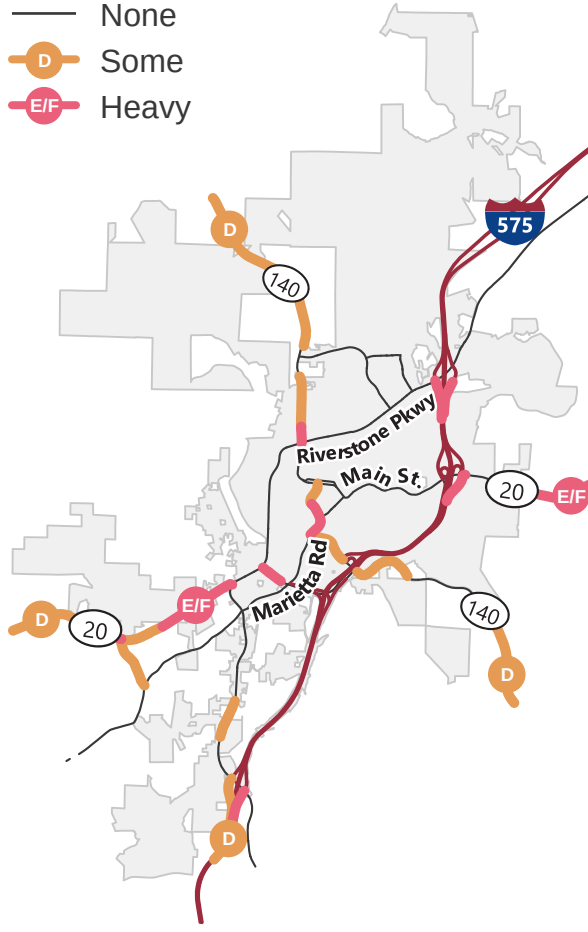 None
D Some
E/F Heavy
575
D
140
Riverstone Pkwy
Main St.
20
E/F
Marietta Rd
E/F
140
D
20
D
D